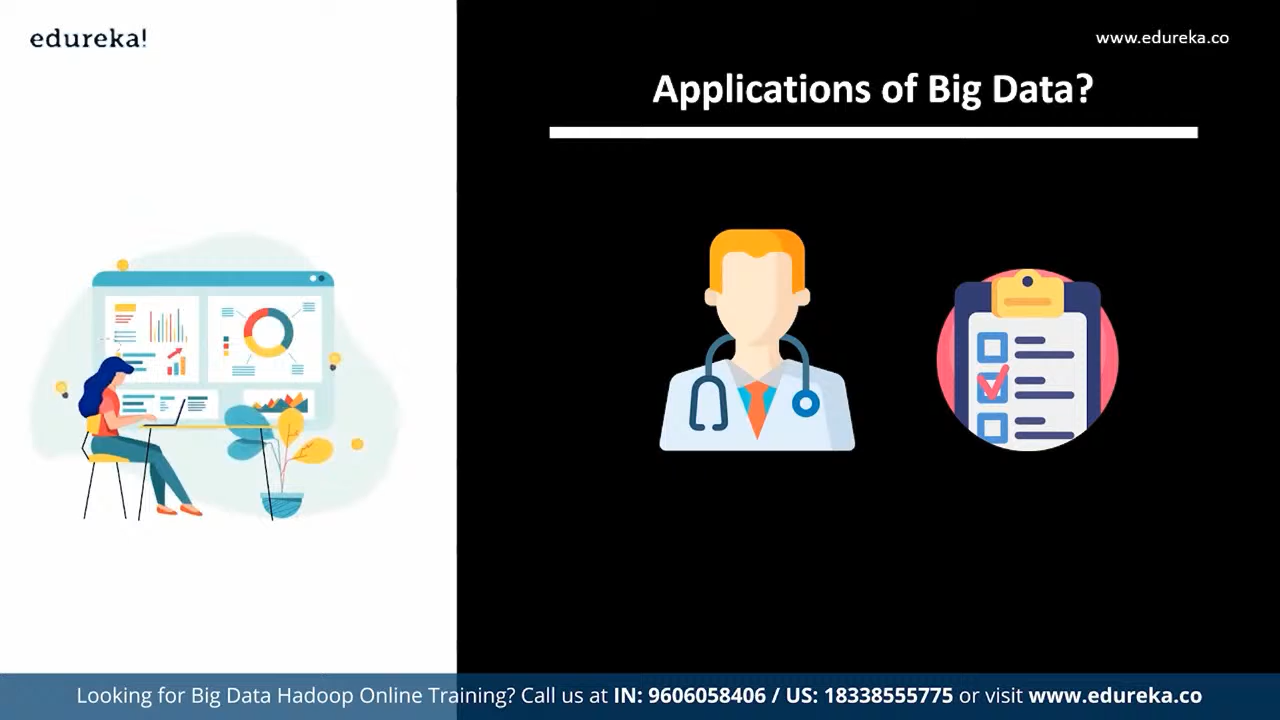 edureka!
www.edureka.co
Applications of Big Data?
Looking for Big Data Hadoop Online Training? Call us at IN: 9606058406 / US: 18338555775 or visit www.edureka.co